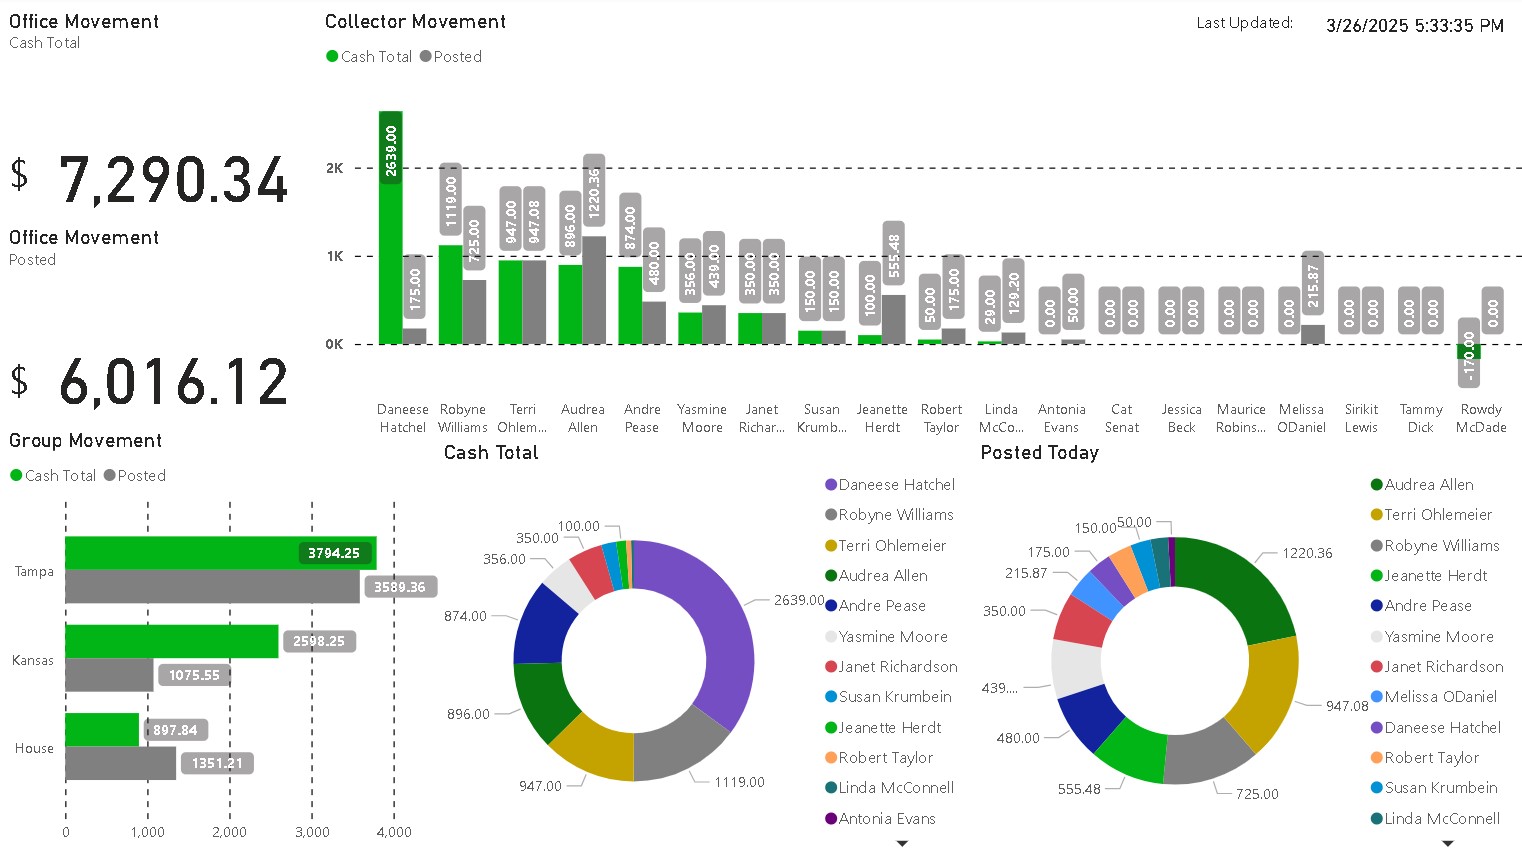 Office Movement
Cash Total
$ 7,290.34
Office Movement
Posted
$ 6,016.12
Collector Movement
Cash Total Posted
Last Updated: 3/26/2025 5:33:35 PM
2K
1K
0K
2639.00
175.00
1119.00
725.00
947.00
947.08
896.00
1220.36
874.00
480.00
356.00
439.00
350.00
350.00
150.00
150.00
100.00
555.48
50.00
175.00
29.00
129.20
0.00
50.00
0.00
0.00
0.00
0.00
0.00
0.00
0.00
215.87
0.00
0.00
0.00
0.00
-170.00
0.00
Daneese Hatchel
Robyne Williams
Terri Ohlem...
Audrea Allen
Andre Pease
Yasmine Moore
Janet Richar...
Susan Krumb...
Jeanette Herdt
Robert Taylor
Linda McCo...
Antonia Evans
Cat Senat
Jessica Beck
Maurice Robins...
Melissa ODaniel
Sirikit Lewis
Tammy Dick
Rowdy McDade
Group Movement
Cash Total Posted
Tampa
3794.25
3589.36
Kansas
2598.25
1075.55
House
897.84
1351.21
0 1,000 2,000 3,000 4,000
Cash Total
100.00
350.00
356.00
874.00
896.00
947.00
1119.00
2639.00
Daneese Hatchel
Robyne Williams
Terri Ohlemeier
Audrea Allen
Andre Pease
Yasmine Moore
Janet Richardson
Susan Krumbein
Jeanette Herdt
Robert Taylor
Linda McConnell
Antonia Evans
Posted Today
50.00
150.00
175.00
215.87
350.00
439....
480.00
555.48
725.00
947.08
1220.36
Audrea Allen
Terri Ohlemeier
Robyne Williams
Jeanette Herdt
Andre Pease
Yasmine Moore
Janet Richardson
Melissa ODaniel
Daneese Hatchel
Robert Taylor
Susan Krumbein
Linda McConnell